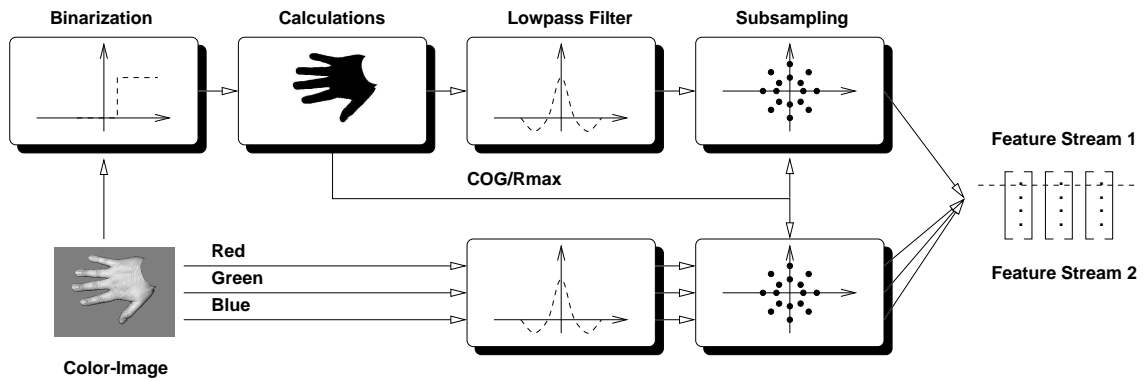 Binarization
Calculations
Lowpass Filter
Subsampling
Feature Stream 1
COG/Rmax
Red
Green
Blue
Feature Stream 2
Color-Image